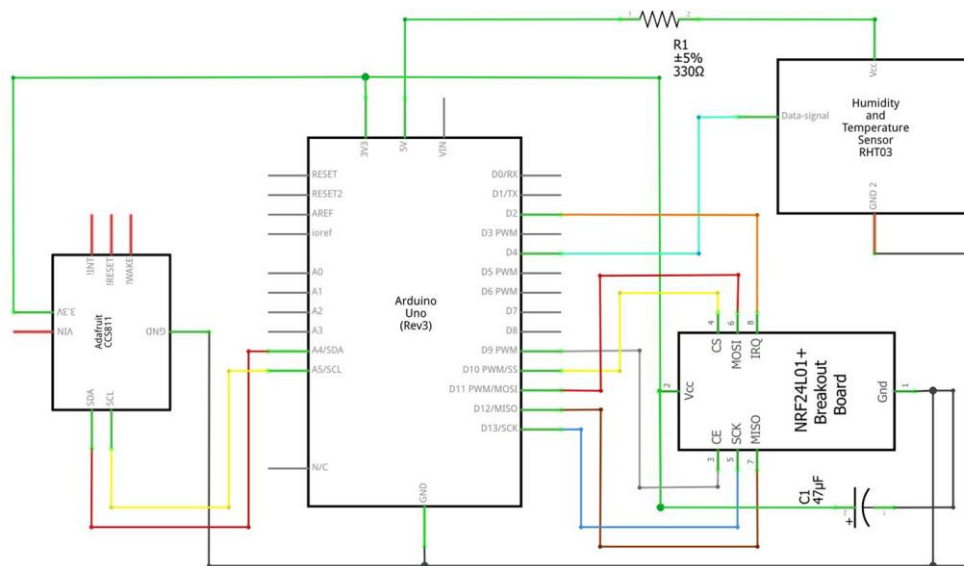 1
2
R1
±5%
330Ω
Vcc
Humidity
and
Temperature
Sensor
RHT03
Data-signal
GND 2
3V3
5V
VIN
RESET
RESET2
AREF
ioref
A0
A1
A2
A3
A4/SDA
A5/SCL
N/C
Arduino
Uno
(Rev3)
D0/RX
D1/TX
D2
D3 PWM
D4
D5 PWM
D6 PWM
D7
D8
D9 PWM
D10 PWM/SS
D11 PWM/MOSI
D12/MISO
D13/SCK
GND
!INT
!RESET
!WAKE
3.3V
VIN
GND
Adafruit
CCS811
SDA
SCL
4
6
8
CS
MOSI
IRQ
2
Vcc
NRF24L01+
Breakout
Board
Gnd
1
CE
SCK
MISO
3
5
7
C1
47µF
+